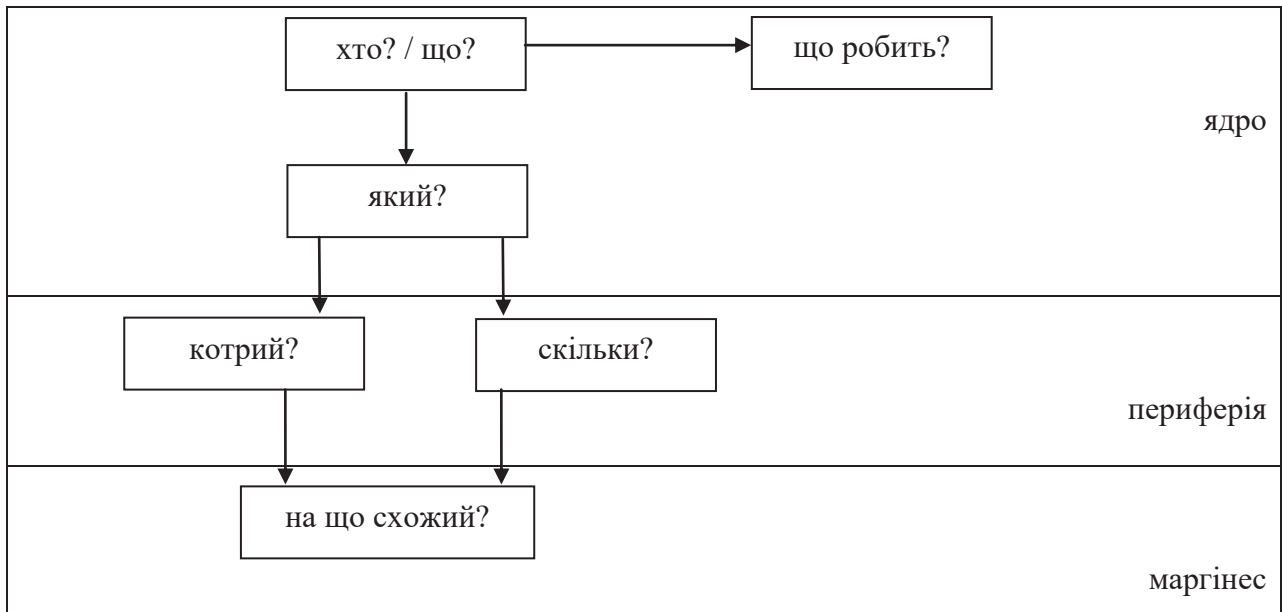 хто? / що?
що робить?
ядро
який?
котрий?
скільки?
периферія
на що схожий?
маргінес